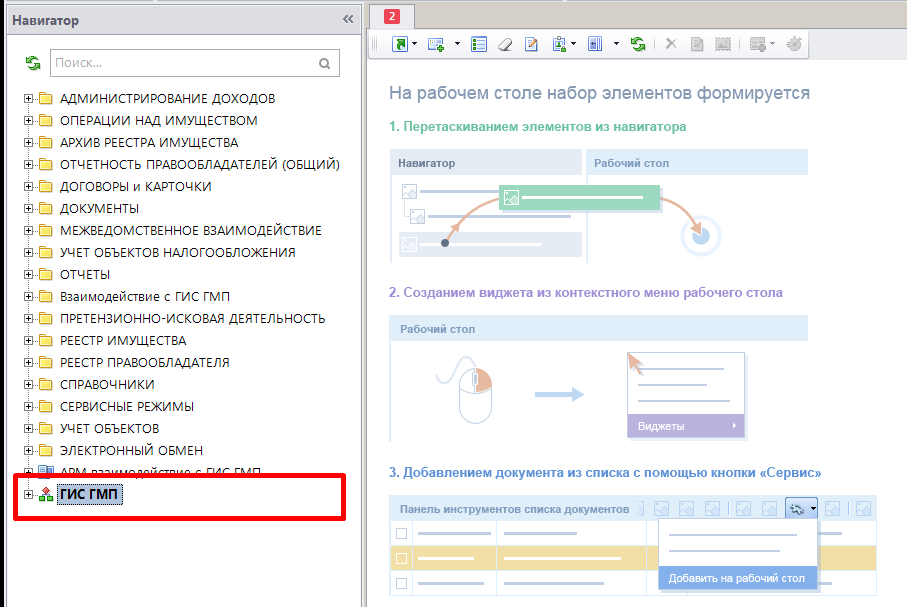 Навигатор
2
Поиск...
АДМИНИСТРИРОВАНИЕ ДОХОДОВ
ОПЕРАЦИИ НАД ИМУЩЕСТВОМ
АРХИВ РЕЕСТРА ИМУЩЕСТВА
ОТЧЕТНОСТЬ ПРАВООБЛАДАТЕЛЕЙ (ОБЩИЙ)
ДОГОВОРЫ и КАРТОЧКИ
ДОКУМЕНТЫ
МЕЖВЕДОМСТВЕННОЕ ВЗАИМОДЕЙСТВИЕ
УЧЕТ ОБЪЕКТОВ НАЛОГООБЛОЖЕНИЯ
ОТЧЕТЫ
Взаимодействие с ГИС ГМП
ПРЕТЕНЗИОННО-ИСКОВАЯ ДЕЯТЕЛЬНОСТЬ
РЕЕСТР ИМУЩЕСТВА
РЕЕСТР ПРАВООБЛАДАТЕЛЯ
СПРАВОЧНИКИ
СЕРВИСНЫЕ РЕЖИМЫ
УЧЕТ ОБЪЕКТОВ
ЭЛЕКТРОННЫЙ ОБМЕН
АРМ взаимодействие с ГИС ГМП
ГИС ГМП
На рабочем столе набор элементов формируется
1. Перетаскиванием элементов из навигатора
Навигатор
Рабочий стол
2. Созданием виджета из контекстного меню рабочего стола
Рабочий стол
Виджеты
3. Добавлением документа из списка с помощью кнопки «Сервис»
Панель инструментов списка документов
Добавить на рабочий стол